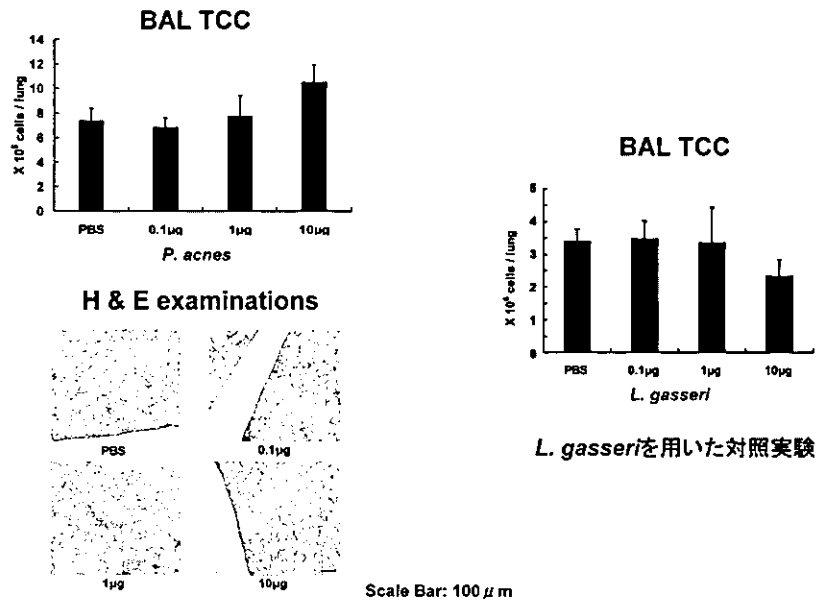 BAL TCC
X 10⁵ cells / lung
14
12
10
8
6
4
2
0
PBS
0.1μg
1μg
10μg
P. acnes
H & E examinations
PBS
0.1μg
1μg
10μg
Scale Bar: 100μm
BAL TCC
cells / lung
5
4
3
2
1
0
PBS
0.1μg
1μg
10μg
L. gasseri
L. gasseriを用いた対照実験